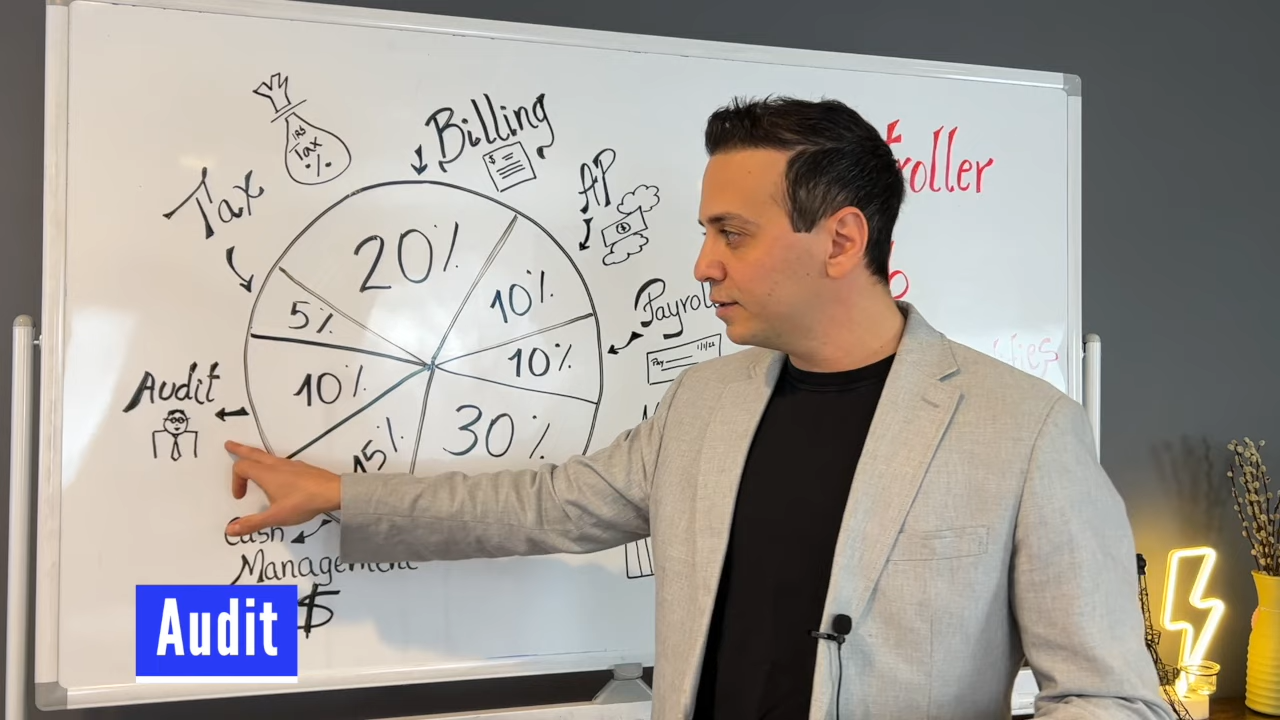 Billing
$
AP
$
IRS
Tax
%
Tax
20%
roller
10%
Payrol
5%
10%
Pay
1/1/22
Audit
10%
30%
15%
Cash
Management
$
Audit